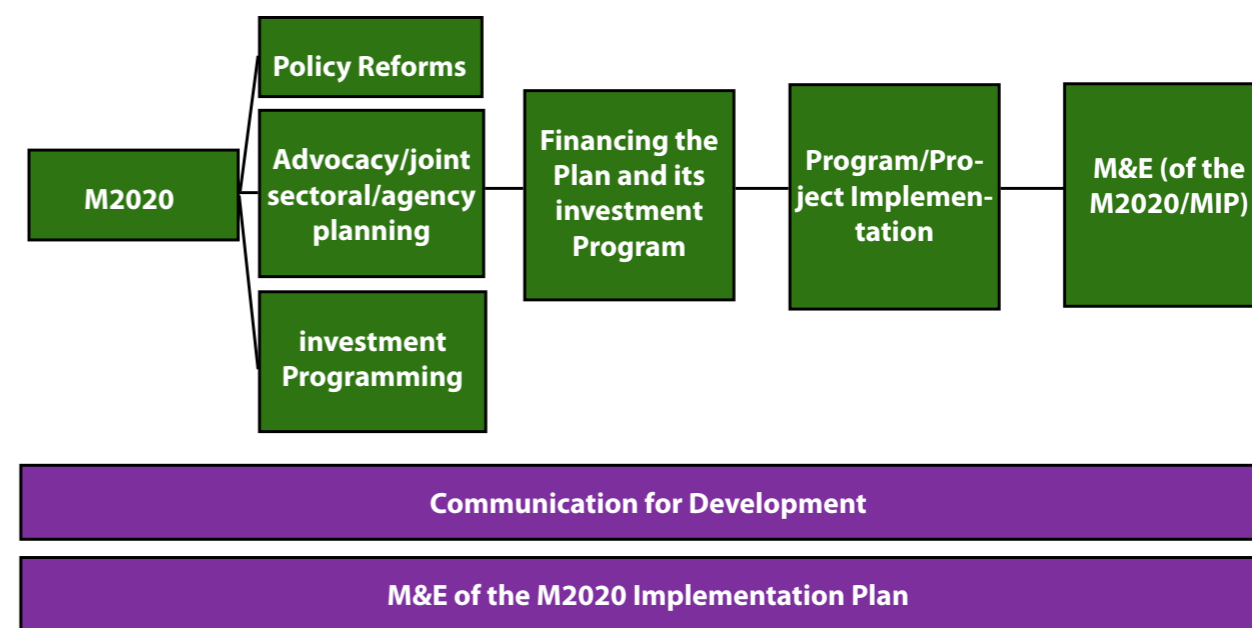 M2020
Policy Reforms
Advocacy/joint
sectoral/agency
planning
investment
Programming
Financing the
Plan and its
investment
Program
Program/Pro-
ject Implemen-
tation
M&E (of the
M2020/MIP)
Communication for Development
M&E of the M2020 Implementation Plan